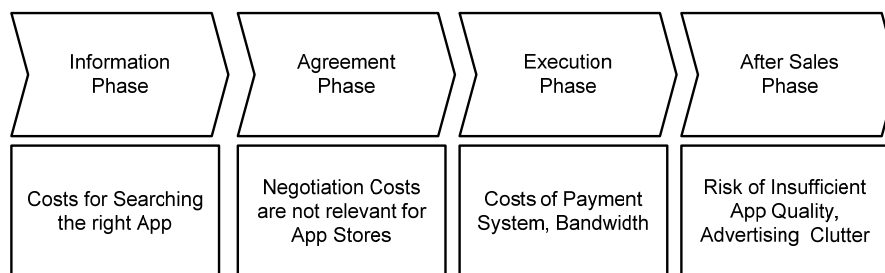 Information
Phase
Agreement
Phase
Execution
Phase
After Sales
Phase
Costs for Searching
the right App
Negotiation Costs
are not relevant for
App Stores
Costs of Payment
System, Bandwidth
Risk of Insufficient
App Quality,
Advertising Clutter